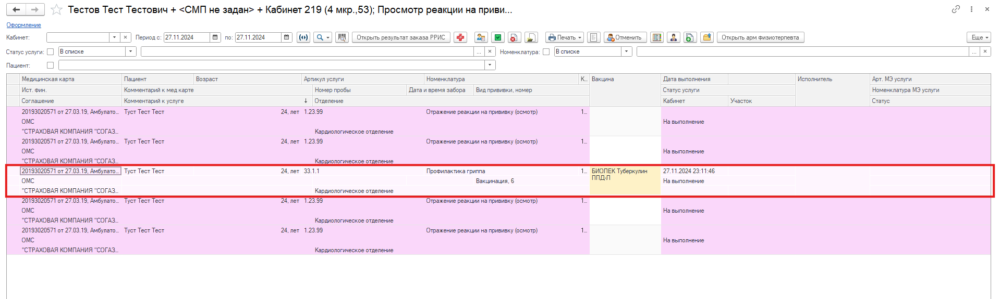 Тестов Тест Тестович + <СМП не задан> + Кабинет 219 (4 мкр.,53); Просмотр реакции на приви...
Оформление
Кабинет: Период с: 27.11.2024 по: 27.11.2024 Открыть результат заказа РРИС Печать Отменить Открыть арм физиотерпевта Еще
Статус услуги: В списке ... Номенклатура: В списке ...
Пациент:
Медицинская карта Пациент Возраст Артикул услуги Номенклатура К... Вакцина Дата выполнения Исполнитель Арт. МЭ услуги
Ист. фин. Комментарий к мед карте Номер пробы Дата и время забора Вид прививки, номер Статус услуги Номенклатура МЭ услуги
Соглашение Комментарий к услуге ↓ Отделение Кабинет Участок Статус
20193020571 от 27.03.19, Амбулато... Туст Тест Тест 24, лет 1.23.99 Отражение реакции на прививку (осмотр) 1...
ОМС На выполнение
"СТРАХОВАЯ КОМПАНИЯ "СОГАЗ... Кардиологическое отделение
20193020571 от 27.03.19, Амбулато... Туст Тест Тест 24, лет 1.23.99 Отражение реакции на прививку (осмотр) 1...
ОМС На выполнение
"СТРАХОВАЯ КОМПАНИЯ "СОГАЗ... Кардиологическое отделение
20193020571 от 27.03.19, Амбулато... Туст Тест Тест 24, лет 33.1.1 Профилактика гриппа 1... БИОЛЕК Туберкулин 27.11.2024 23:11:46
ППД-Л
ОМС Вакцинация, 6 На выполнение
"СТРАХОВАЯ КОМПАНИЯ "СОГАЗ... Кардиологическое отделение
20193020571 от 27.03.19, Амбулато... Туст Тест Тест 24, лет 1.23.99 Отражение реакции на прививку (осмотр) 1...
ОМС На выполнение
"СТРАХОВАЯ КОМПАНИЯ "СОГАЗ... Кардиологическое отделение
20193020571 от 27.03.19, Амбулато... Туст Тест Тест 24, лет 1.23.99 Отражение реакции на прививку (осмотр) 1...
ОМС На выполнение
"СТРАХОВАЯ КОМПАНИЯ "СОГАЗ... Кардиологическое отделение